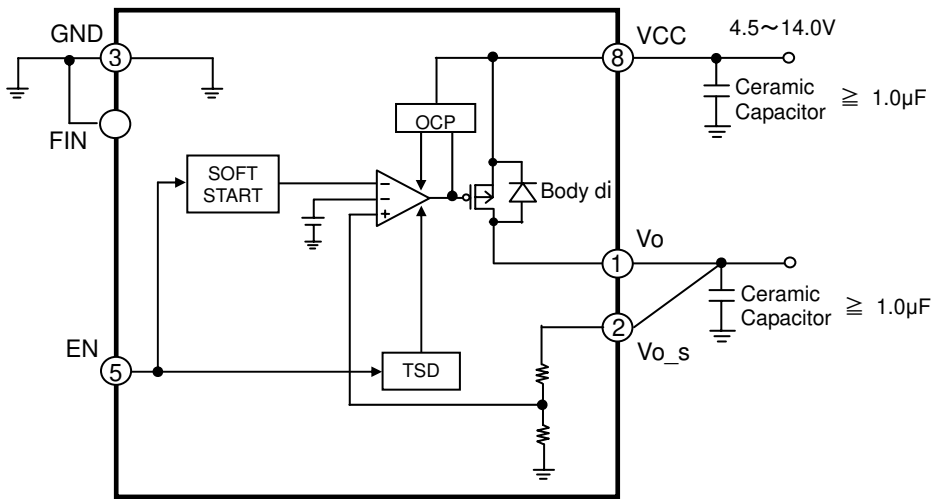 GND
3
FIN
VCC
8
4.5～14.0V
Ceramic
Capacitor ≧ 1.0µF
OCP
SOFT
START
−
−
+
Body di
Vo
1
Ceramic
Capacitor ≧ 1.0µF
2
Vo_s
EN
5
TSD